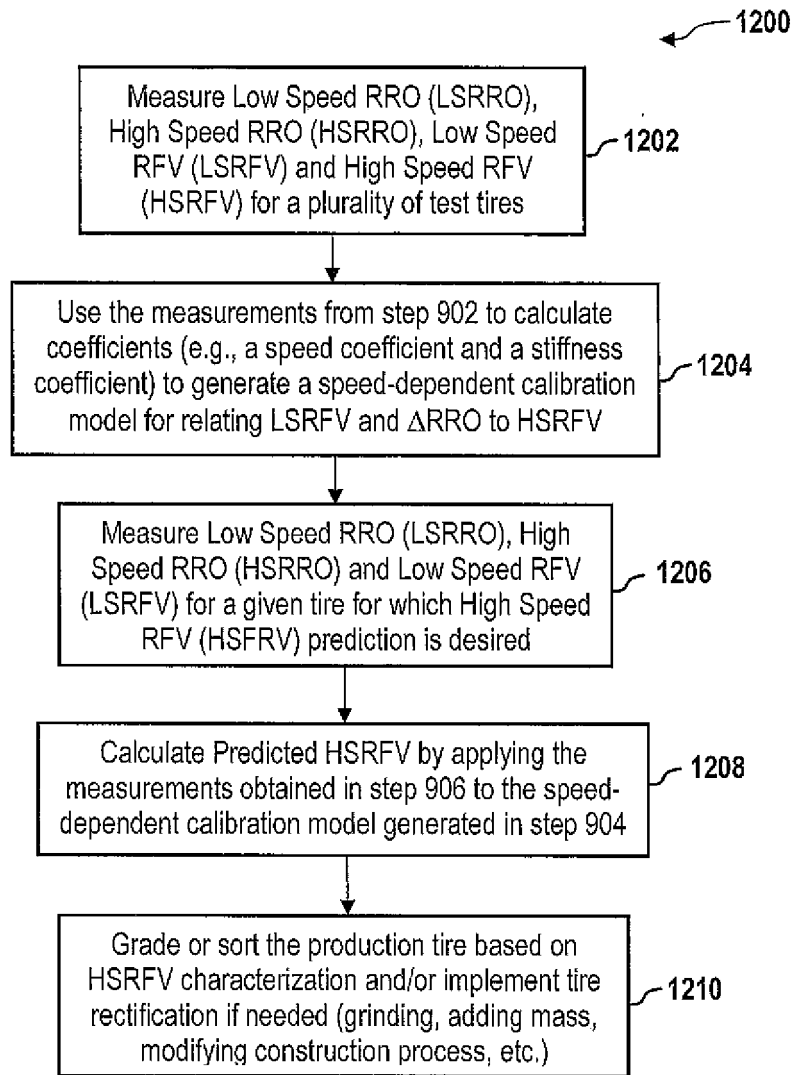 1200
Measure Low Speed RRO (LSRRO),
High Speed RRO (HSRRO), Low Speed
RFV (LSRFV) and High Speed RFV
(HSRFV) for a plurality of test tires
1202
Use the measurements from step 902 to calculate
coefficients (e.g., a speed coefficient and a stiffness
coefficient) to generate a speed-dependent calibration
model for relating LSRFV and ΔRRO to HSRFV
1204
Measure Low Speed RRO (LSRRO), High
Speed RRO (HSRRO) and Low Speed RFV
(LSRFV) for a given tire for which High Speed
RFV (HSFRV) prediction is desired
1206
Calculate Predicted HSRFV by applying the
measurements obtained in step 906 to the speed-
dependent calibration model generated in step 904
1208
Grade or sort the production tire based on
HSRFV characterization and/or implement tire
rectification if needed (grinding, adding mass,
modifying construction process, etc.)
1210